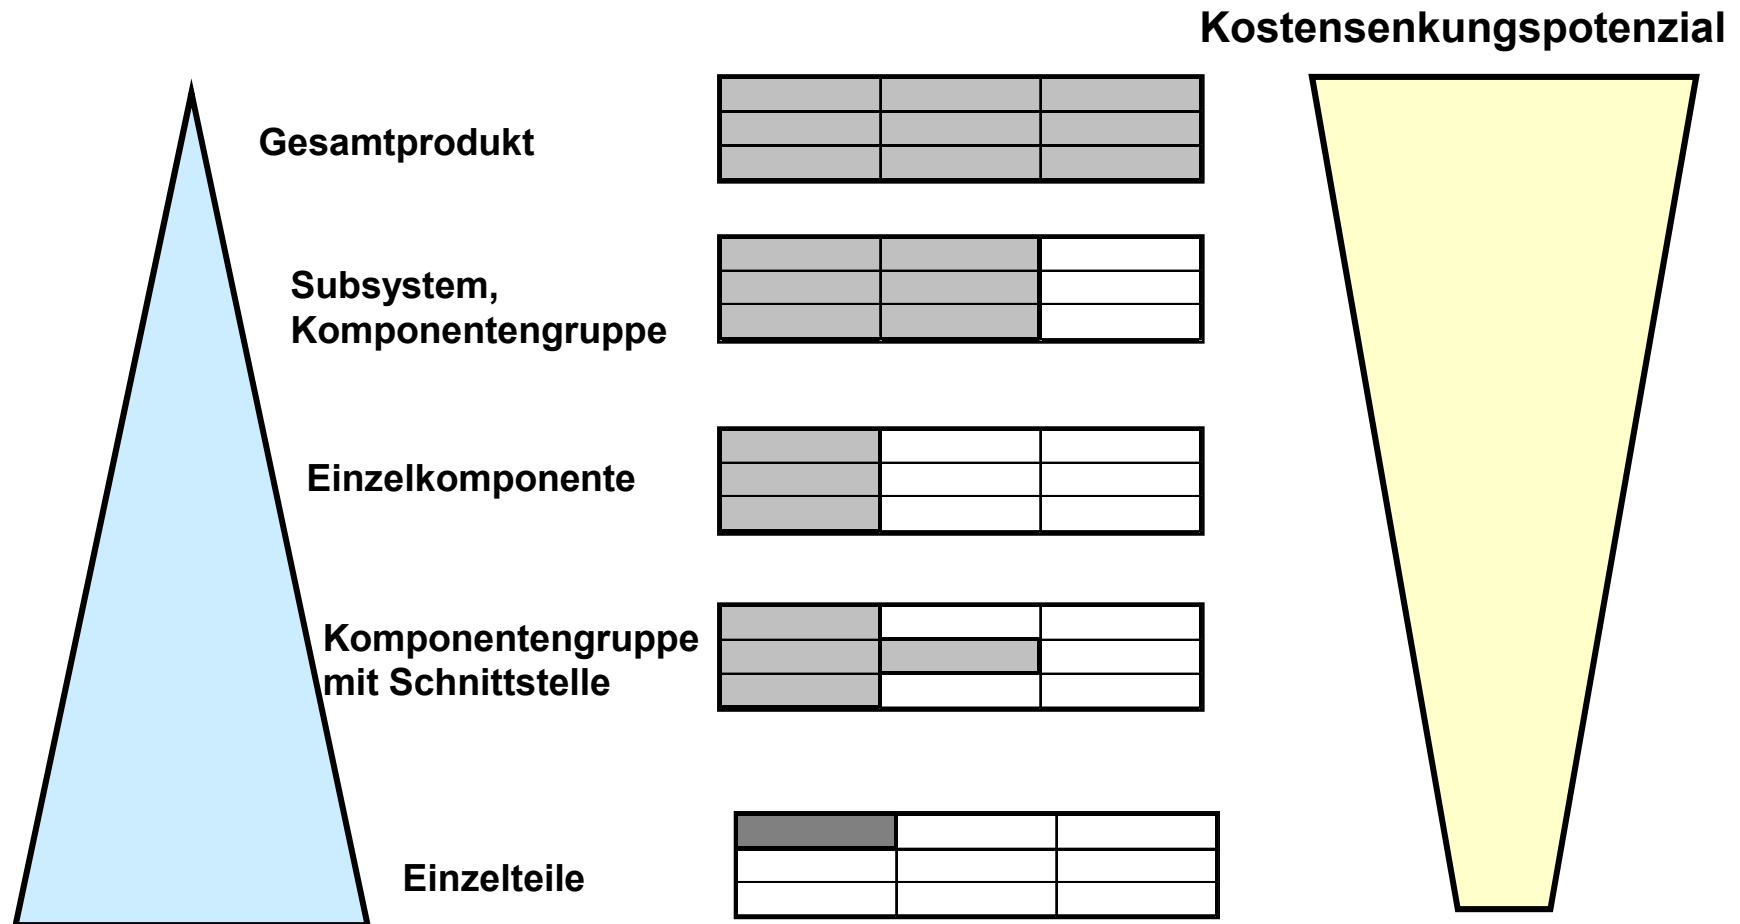 Kostensenkungspotenzial
Gesamtprodukt
Subsystem,
Komponentengruppe
Einzelkomponente
Komponentengruppe
mit Schnittstelle
Einzelteile